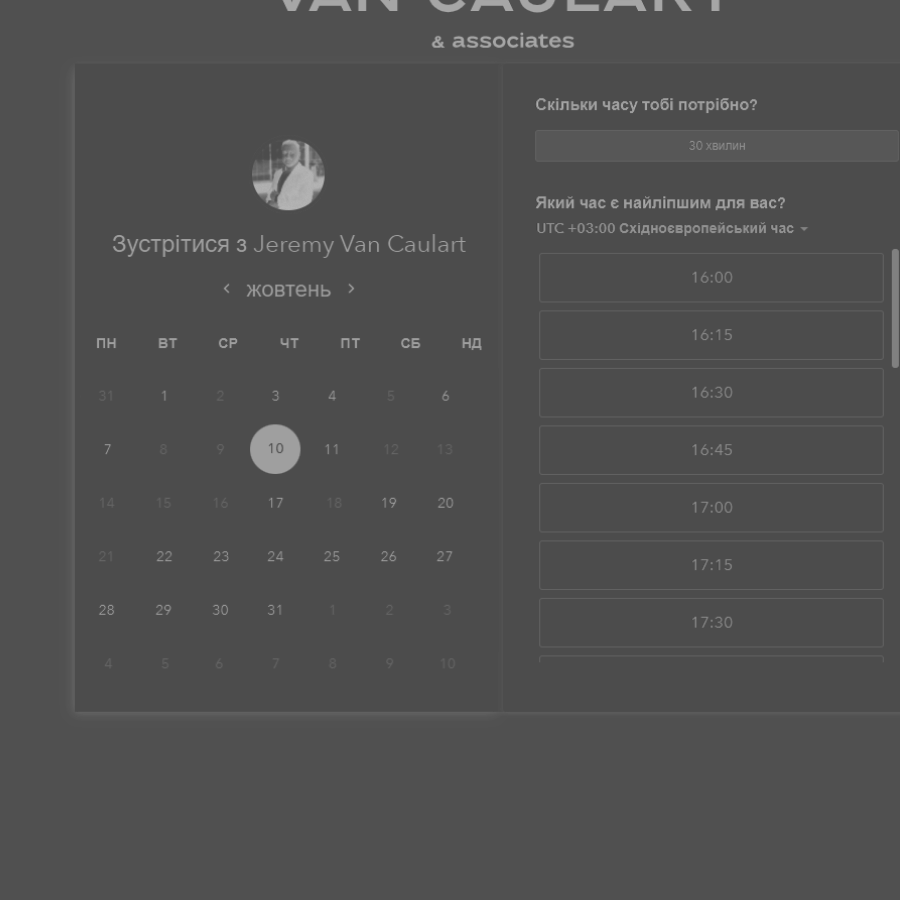 VAN CAULART
& associates
Зустрітися з Jeremy Van Caulart
жовтень
ПН ВТ СР ЧТ ПТ СБ НД
31 1 2 3 4 5 6
7 8 9 10 11 12 13
14 15 16 17 18 19 20
21 22 23 24 25 26 27
28 29 30 31 1 2 3
4 5 6 7 8 9 10
Скільки часу тобі потрібно?
30 хвилин
Який час є найліпшим для вас?
UTC +03:00 Східноєвропейський час
16:00
16:15
16:30
16:45
17:00
17:15
17:30